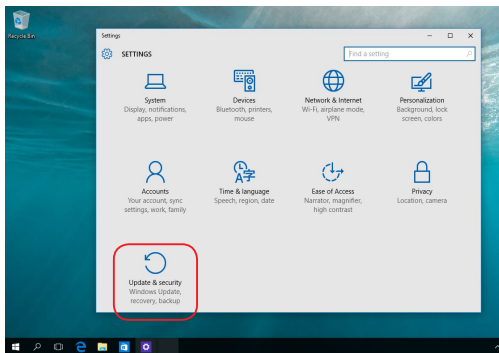 Recycle Bin
Settings
SETTINGS
Find a setting
System
Display, notifications,
apps, power
Devices
Bluetooth, printers,
mouse
Network & Internet
Wi-Fi, airplane mode,
VPN
Personalization
Background, lock
screen, colors
Accounts
Your account, sync
settings, work, family
Time & language
Speech, region, date
Ease of Access
Narrator, magnifier,
high contrast
Privacy
Location, camera
Update & security
Windows Update,
recovery, backup